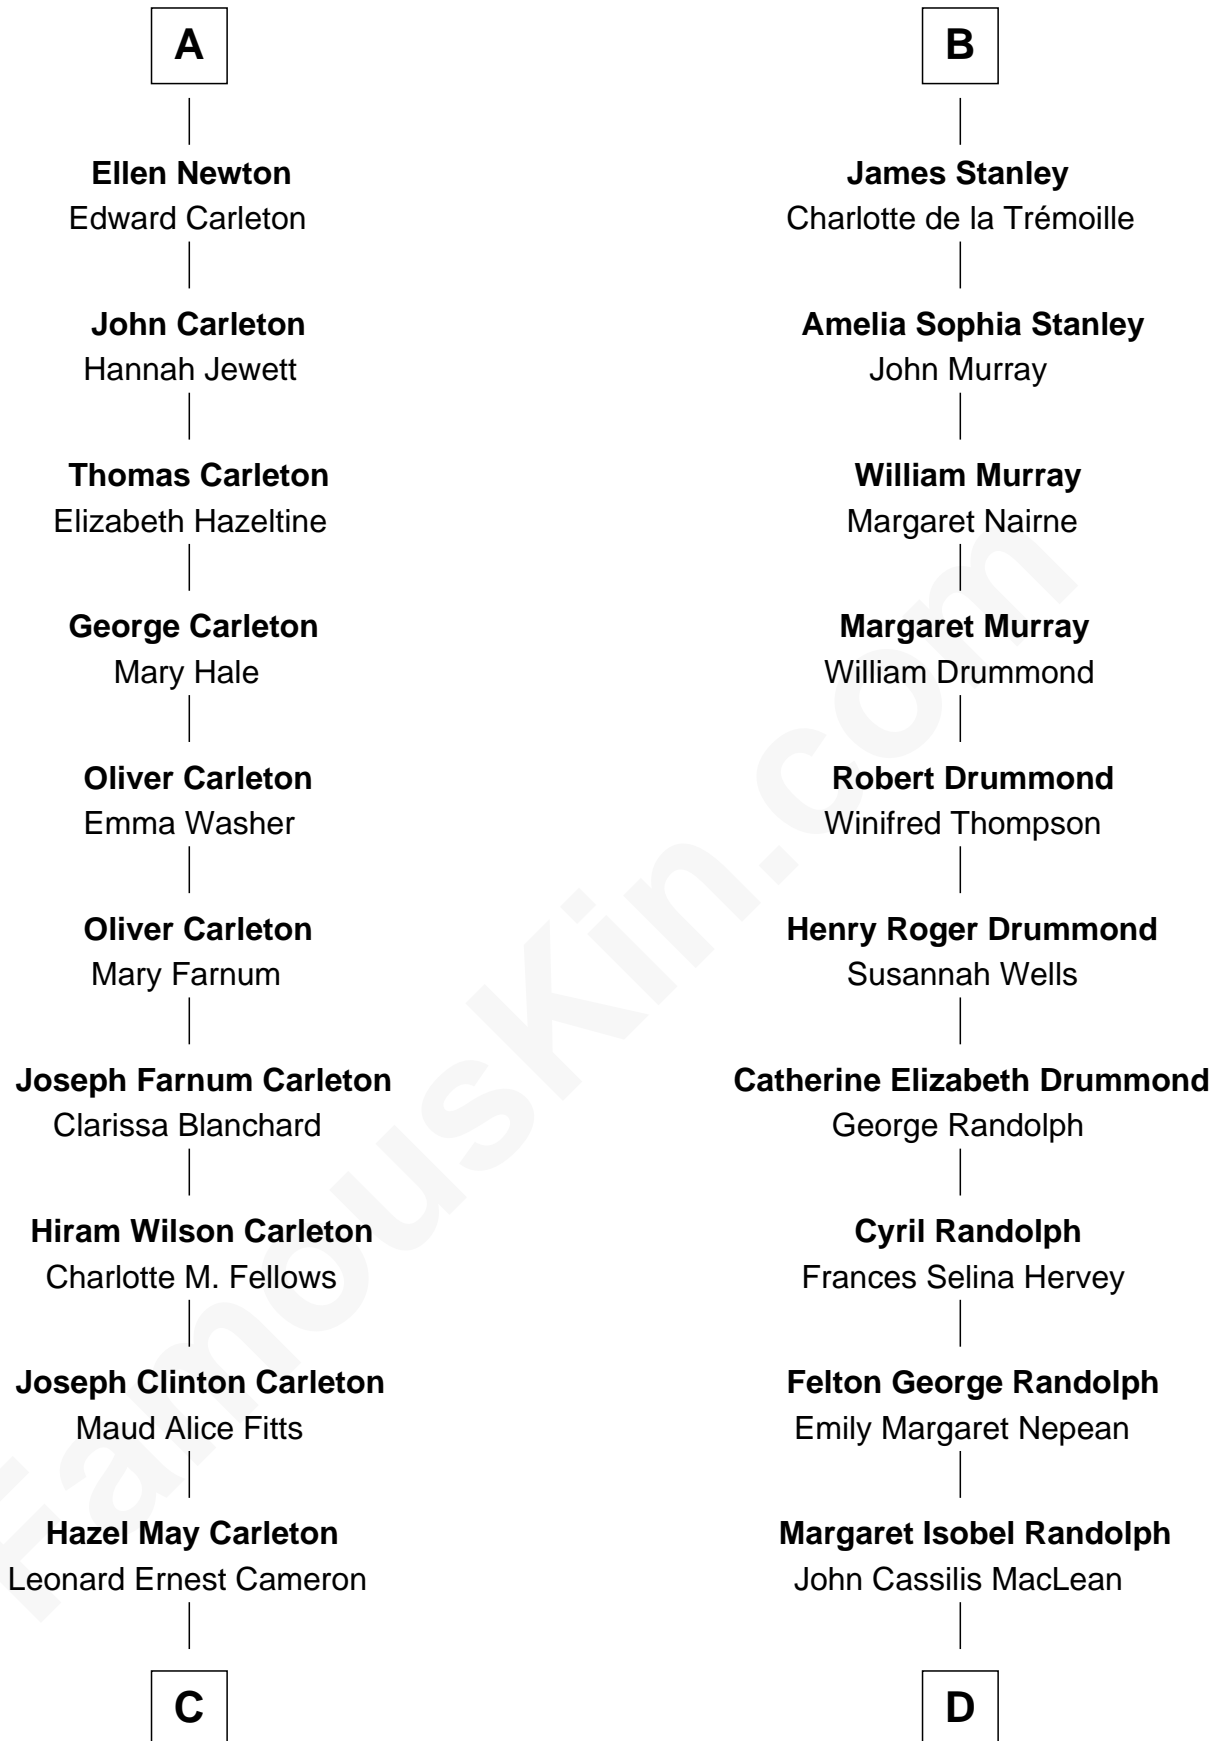 A
Ellen Newton
Edward Carleton
John Carleton
Hannah Jewett
Thomas Carleton
Elizabeth Hazeltine
George Carleton
Mary Hale
Oliver Carleton
Emma Washer
Oliver Carleton
Mary Farnum
Joseph Farnum Carleton
Clarissa Blanchard
Hiram Wilson Carleton
Charlotte M. Fellows
Joseph Clinton Carleton
Maud Alice Fitts
Hazel May Carleton
Leonard Ernest Cameron
C
B
James Stanley
Charlotte de la Trémoille
Amelia Sophia Stanley
John Murray
William Murray
Margaret Nairne
Margaret Murray
William Drummond
Robert Drummond
Winifred Thompson
Henry Roger Drummond
Susannah Wells
Catherine Elizabeth Drummond
George Randolph
Cyril Randolph
Frances Selina Hervey
Felton George Randolph
Emily Margaret Nepean
Margaret Isobel Randolph
John Cassilis MacLean
D
FamousKin.com